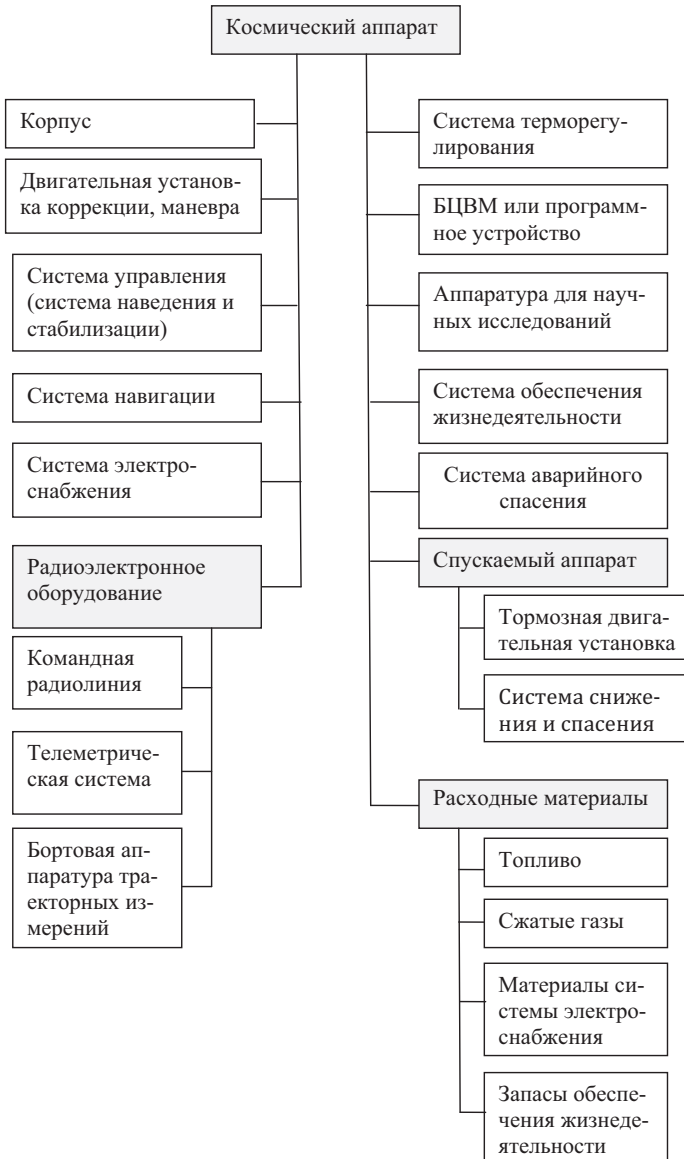 Космический аппарат
Корпус
Двигательная установ-
ка коррекции, маневра
Система управления
(система наведения и
стабилизации)
Система навигации
Система электро-
снабжения
Радиоэлектронное
оборудование
Командная
радиолиния
Телеметриче-
ская система
Бортовая ап-
паратура тра-
екторных из-
мерений
Система терморегу-
лирования
БЦВМ или программ-
ное устройство
Аппаратура для науч-
ных исследований
Система обеспечения
жизнедеятельности
Система аварийного
спасения
Спускаемый аппарат
Тормозная двига-
тельная установка
Система сниже-
ния и спасения
Расходные материалы
Топливо
Сжатые газы
Материалы си-
стемы электро-
снабжения
Запасы обеспе-
чения жизнеде-
ятельности